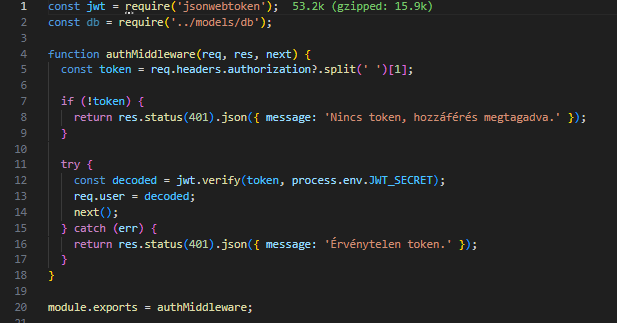 1 const jwt = require('jsonwebtoken');  53.2k (gzipped: 15.9k)
2 const db = require('../models/db');
3
4 function authMiddleware(req, res, next) {
5   const token = req.headers.authorization?.split(' ')[1];
6
7   if (!token) {
8     return res.status(401).json({ message: 'Nincs token, hozzáférés megtagadva.' });
9   }
10
11   try {
12     const decoded = jwt.verify(token, process.env.JWT_SECRET);
13     req.user = decoded;
14     next();
15   } catch (err) {
16     return res.status(401).json({ message: 'Érvénytelen token.' });
17   }
18 }
19
20 module.exports = authMiddleware;
21